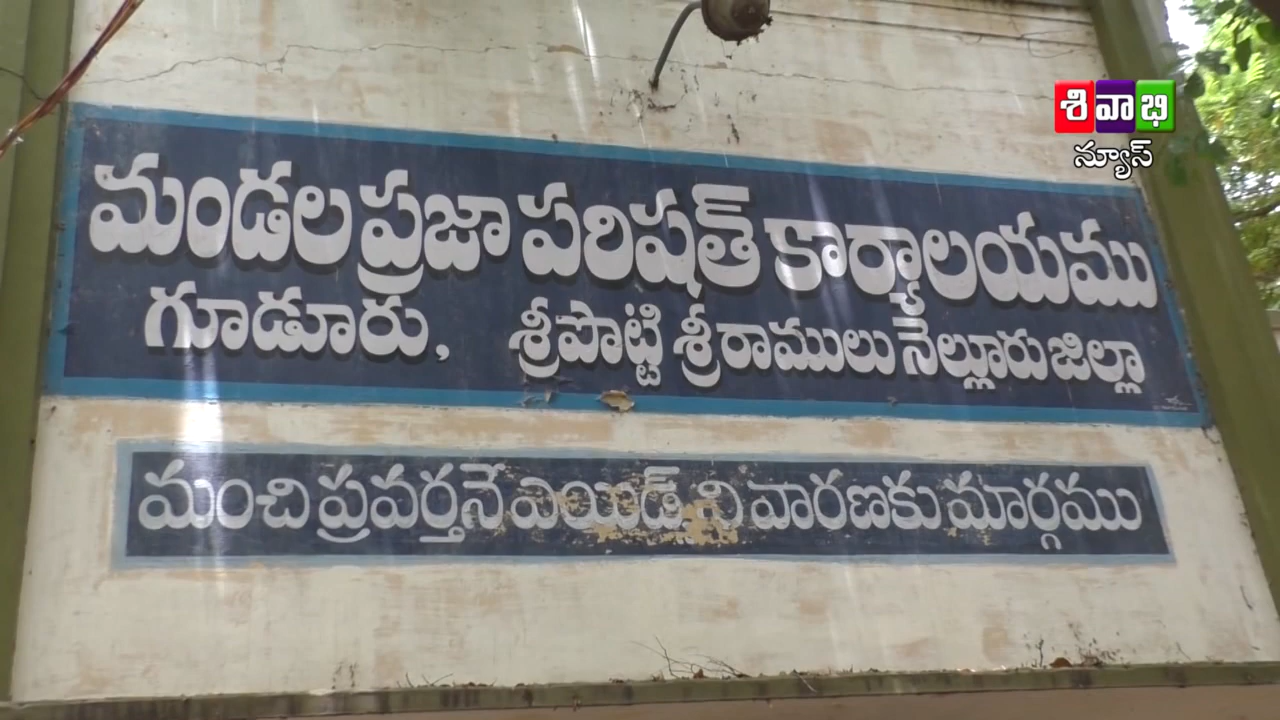 శివాభి
న్యూస్
మండల ప్రజా పరిషత్ కార్యాలయము
గూడూరు, శ్రీపొట్టి శ్రీరాములు నెల్లూరు జిల్లా
మంచి ప్రవర్తనే ఎయిడ్స్ నివారణకు మార్గము